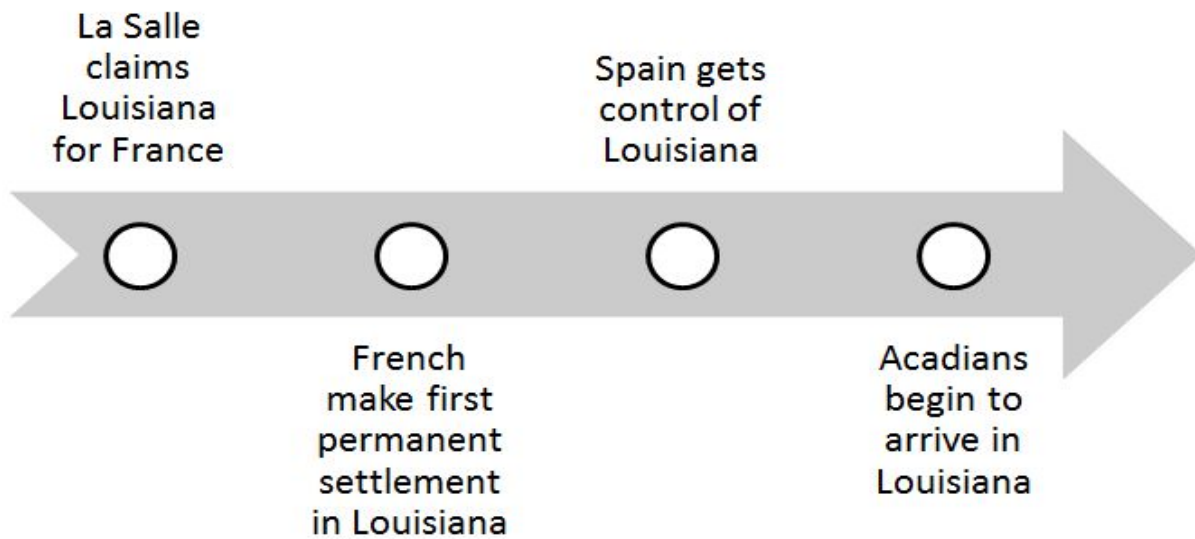 La Salle
claims
Louisiana
for France
French
make first
permanent
settlement
in Louisiana
Spain gets
control of
Louisiana
Acadians
begin to
arrive in
Louisiana